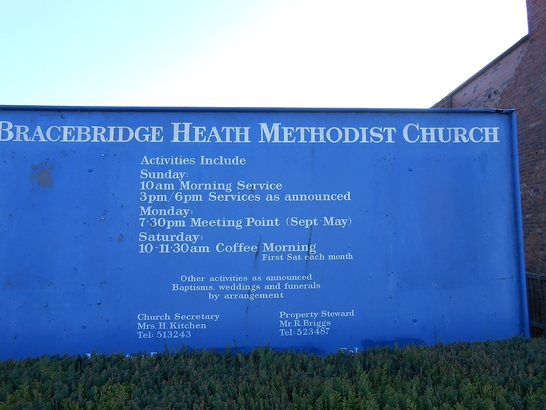 BRACEBRIDGE HEATH METHODIST CHURCH
Activities Include
Sunday:
10am Morning Service
3pm/6pm Services as announced
Monday:
7·30pm Meeting Point (Sept-May)
Saturday:
10-11·30am Coffee Morning
First Sat. each month
Other activities as announced
Baptisms, weddings and funerals
by arrangement
Church Secretary
Mrs. H. Kitchen
Tel: 513243
Property Steward
Mr. R. Briggs
Tel: 523487